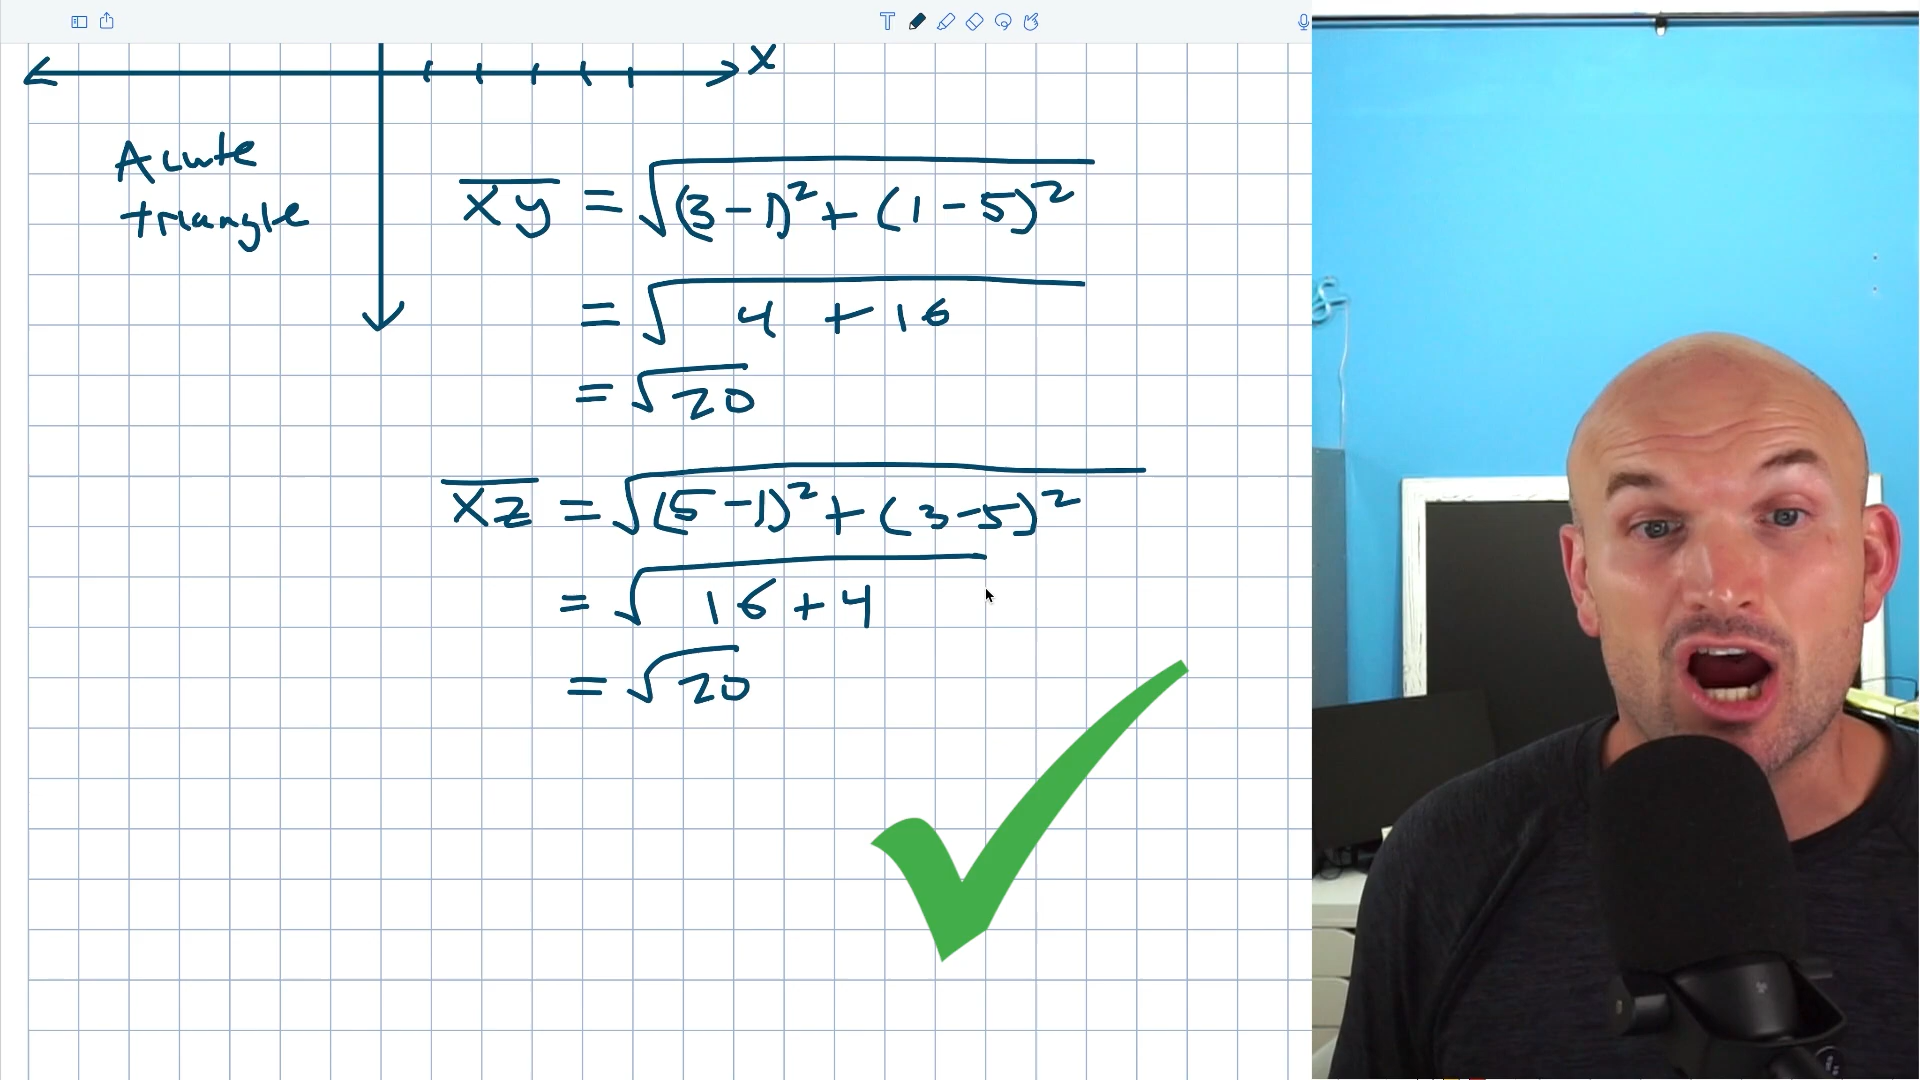 X
Acute
triangle
XY = √(3-1)² + (1-5)²
= √4 + 16
= √20
XZ = √(5-1)² + (3-5)²
= √16 + 4
= √20